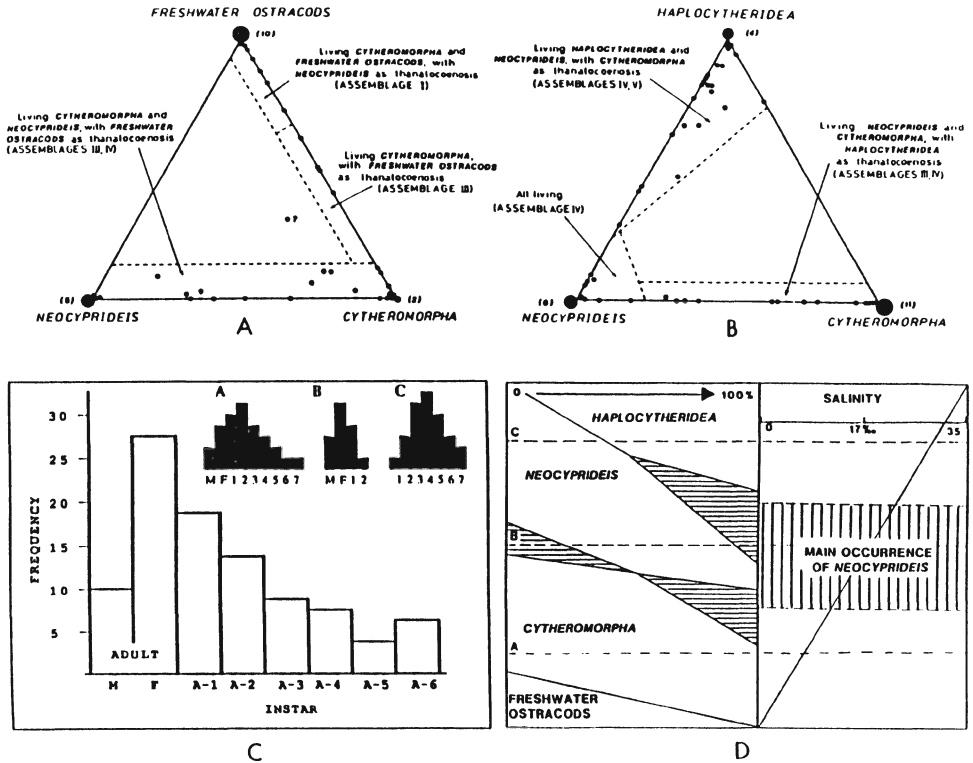 FRESHWATER OSTRACODS
(10)
Living CYTHEROMORPHA and
FRESHWATER OSTRACODS, with
NEOCYPRIDEIS as thanatocoenosis
(ASSEMBLAGE I)
Living CYTHEROMORPHA and
NEOCYPRIDEIS, with FRESHWATER
OSTRACODS as thanatocoenosis
(ASSEMBLAGES III, IV)
Living CYTHEROMORPHA,
with FRESHWATER OSTRACODS
as thanatocoenosis
(ASSEMBLAGE III)
?
?
NEOCYPRIDEIS
A
(2)
CYTHEROMORPHA
HAPLOCYTHERIDEA
(4)
Living HAPLOCYTHERIDEA and
NEOCYPRIDEIS, with CYTHEROMORPHA
as thanatocoenosis
(ASSEMBLAGES IV, V)
Living NEOCYPRIDEIS and
CYTHEROMORPHA, with
HAPLOCYTHERIDEA
as thanatocoenosis
(ASSEMBLAGES III, IV)
All living
(ASSEMBLAGE IV)
NEOCYPRIDEIS
B
(11)
CYTHEROMORPHA
FREQUENCY
30
25
20
15
10
5
A
M F 1 2 3 4 5 6 7
B
M F 1 2
C
1 2 3 4 5 6 7
ADULT
M F A-1 A-2 A-3 A-4 A-5 A-6
INSTAR
C
0 100%
HAPLOCYTHERIDEA
C
NEOCYPRIDEIS
B
CYTHEROMORPHA
A
FRESHWATER
OSTRACODS
SALINITY
0 17‰ 35
MAIN OCCURRENCE
OF NEOCYPRIDEIS
D